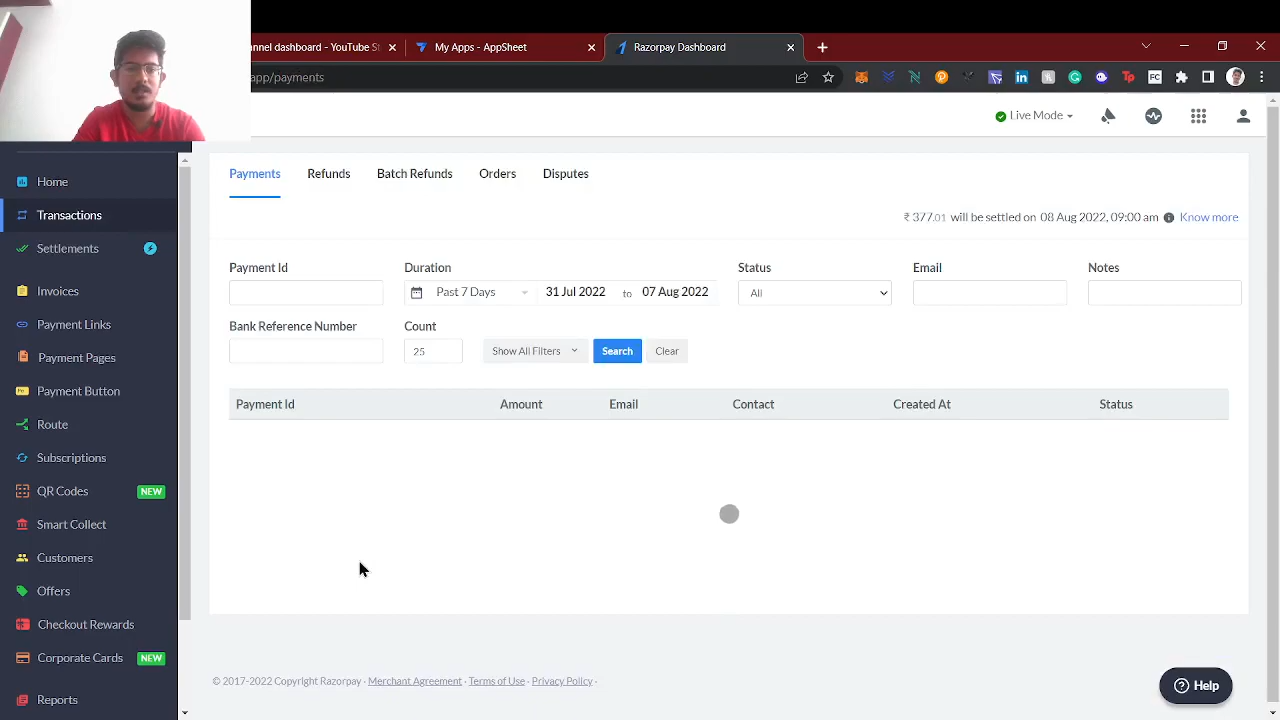 nnel dashboard - YouTube St
My Apps - AppSheet
Razorpay Dashboard
app/payments
Live Mode
Home
Transactions
Settlements
Invoices
Payment Links
Payment Pages
Payment Button
Route
Subscriptions
QR Codes NEW
Smart Collect
Customers
Offers
Checkout Rewards
Corporate Cards NEW
Reports
Payments Refunds Batch Refunds Orders Disputes
₹ 377.01 will be settled on 08 Aug 2022, 09:00 am Know more
Payment Id Duration Status Email Notes
Past 7 Days 31 Jul 2022 to 07 Aug 2022 All
Bank Reference Number Count
25 Show All Filters Search Clear
Payment Id Amount Email Contact Created At Status
© 2017-2022 Copyright Razorpay · Merchant Agreement · Terms of Use · Privacy Policy ·
Help